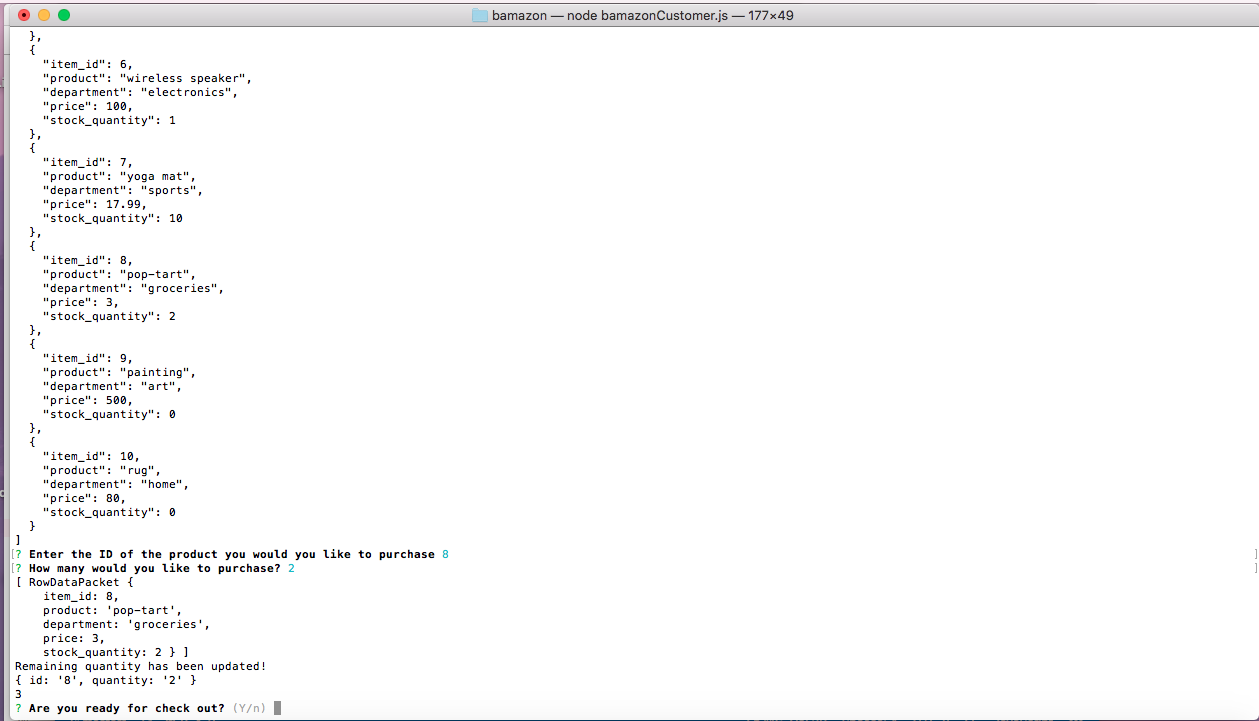 bamazon — node bamazonCustomer.js — 177×49
},
{
"item_id": 6,
"product": "wireless speaker",
"department": "electronics",
"price": 100,
"stock_quantity": 1
},
{
"item_id": 7,
"product": "yoga mat",
"department": "sports",
"price": 17.99,
"stock_quantity": 10
},
{
"item_id": 8,
"product": "pop-tart",
"department": "groceries",
"price": 3,
"stock_quantity": 2
},
{
"item_id": 9,
"product": "painting",
"department": "art",
"price": 500,
"stock_quantity": 0
},
{
"item_id": 10,
"product": "rug",
"department": "home",
"price": 80,
"stock_quantity": 0
}
]
[? Enter the ID of the product you would you like to purchase 8 ]
[? How many would you like to purchase? 2 ]
[ RowDataPacket {
item_id: 8,
product: 'pop-tart',
department: 'groceries',
price: 3,
stock_quantity: 2 } ]
Remaining quantity has been updated!
{ id: '8', quantity: '2' }
3
? Are you ready for check out? (Y/n)